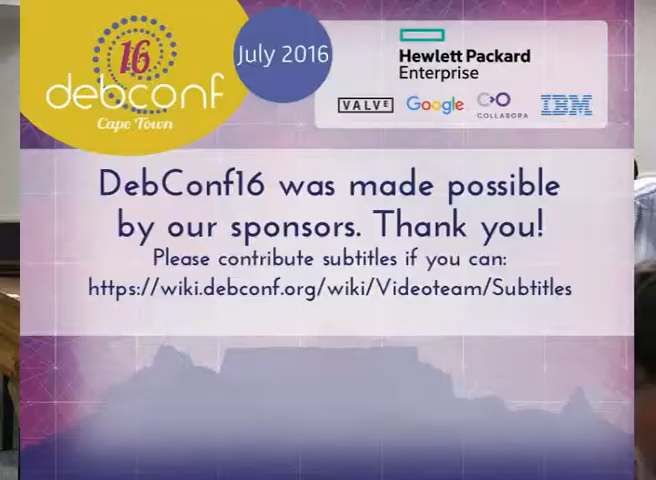 16
debconf
Cape Town
July 2016
Hewlett Packard
Enterprise
VALVE
Google
COLLABORA
IBM
DebConf16 was made possible
by our sponsors. Thank you!
Please contribute subtitles if you can:
https://wiki.debconf.org/wiki/Videoteam/Subtitles